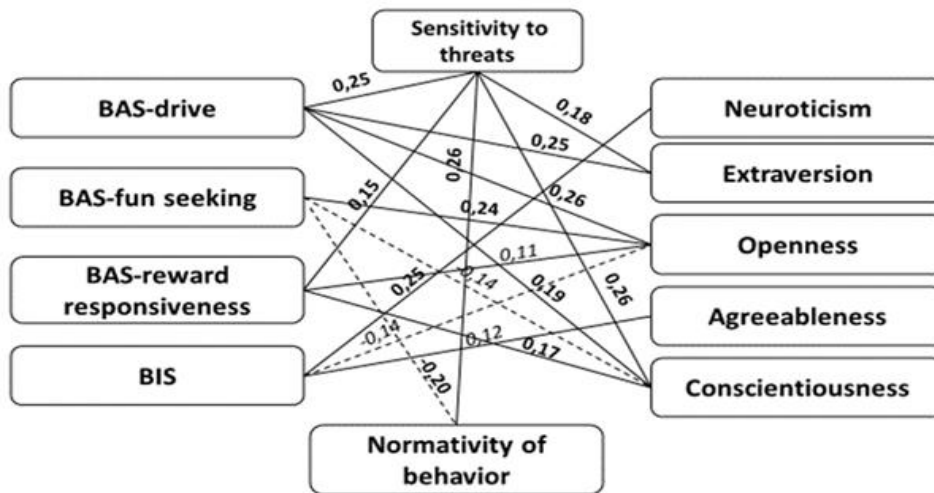 Sensitivity to
threats
BAS-drive
Neuroticism
0,25
0,18
0,25
Extraversion
BAS-fun seeking
0,26
0,26
0,15
0,24
Openness
BAS-reward
responsiveness
0,11
0,25
-0,14
0,19
0,26
Agreeableness
BIS
-0,14
0,12
0,17
Conscientiousness
-0,20
Normativity of
behavior